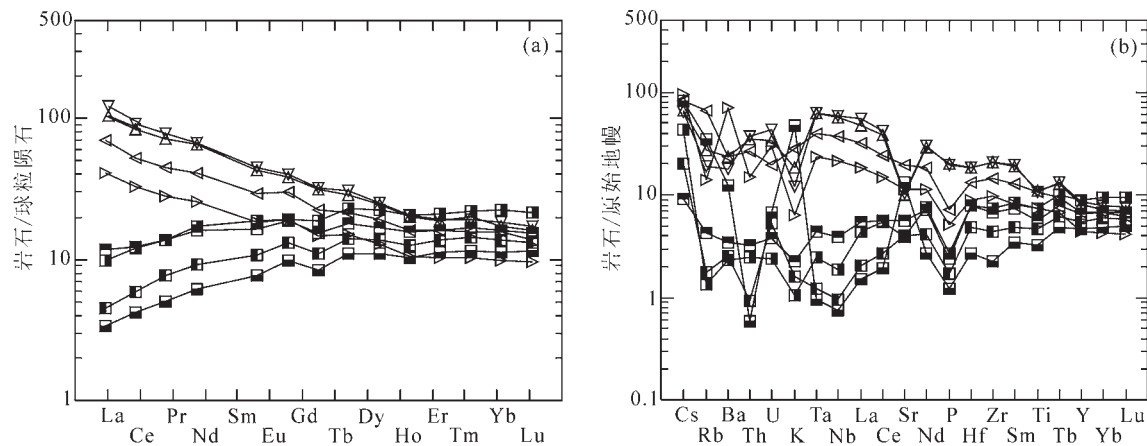 500
100
10
1
岩石/球粒陨石
(a)
La Pr Sm Gd Dy Er Yb
Ce Nd Eu Tb Ho Tm Lu
500
100
10
1
0.1
岩石/原始地幔
(b)
Cs Ba U Ta La Sr P Zr Ti Y Lu
Rb Th K Nb Ce Nd Hf Sm Tb Yb